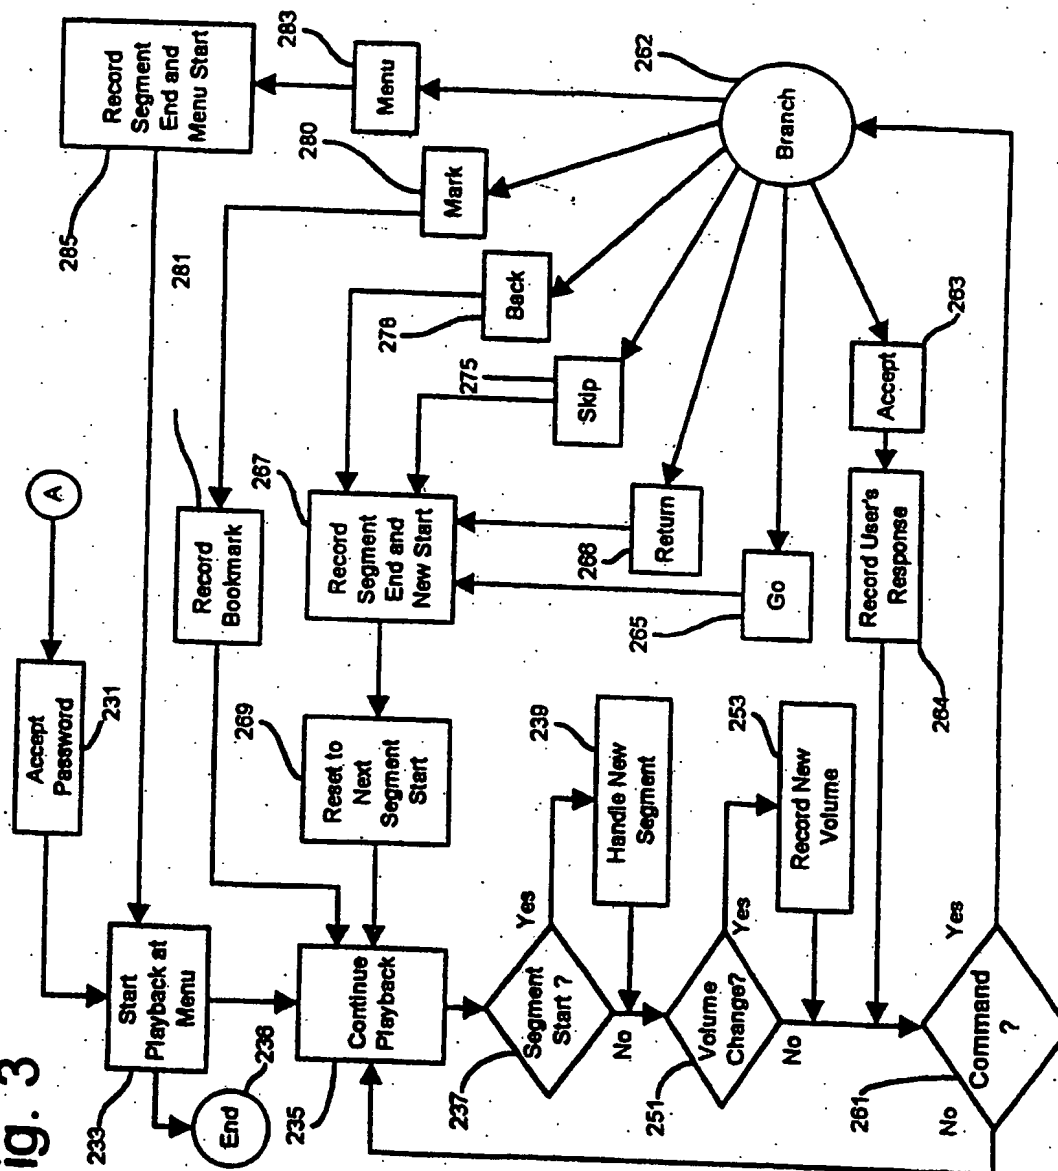 ig. 3
A
Accept
Password
231
Start
Playback at
Menu
233
End
236
Record
Segment
End and
Menu Start
285
Menu
283
Mark
280
Record
Bookmark
281
Back
278
Skip
275
Record
Segment
End and
New Start
267
Reset to
Next
Segment
Start
269
Return
268
Go
265
Branch
262
Accept
263
Record User's
Response
264
Continue
Playback
235
Segment
Start ?
237
Yes
No
Handle New
Segment
239
Volume
Change?
251
Yes
No
Record New
Volume
253
Command
?
261
Yes
No